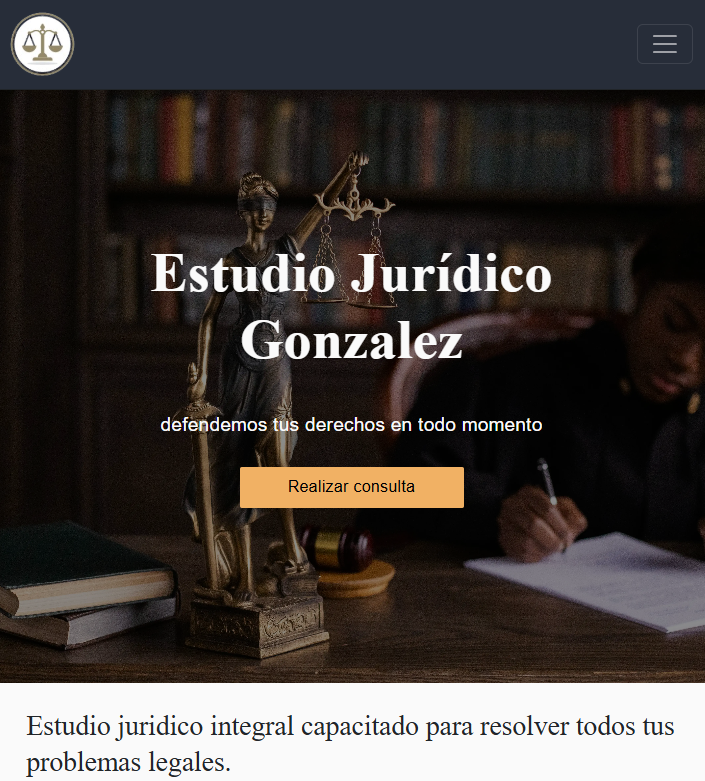 Estudio Jurídico
Gonzalez
defendemos tus derechos en todo momento
Realizar consulta
Estudio juridico integral capacitado para resolver todos tus
problemas legales.